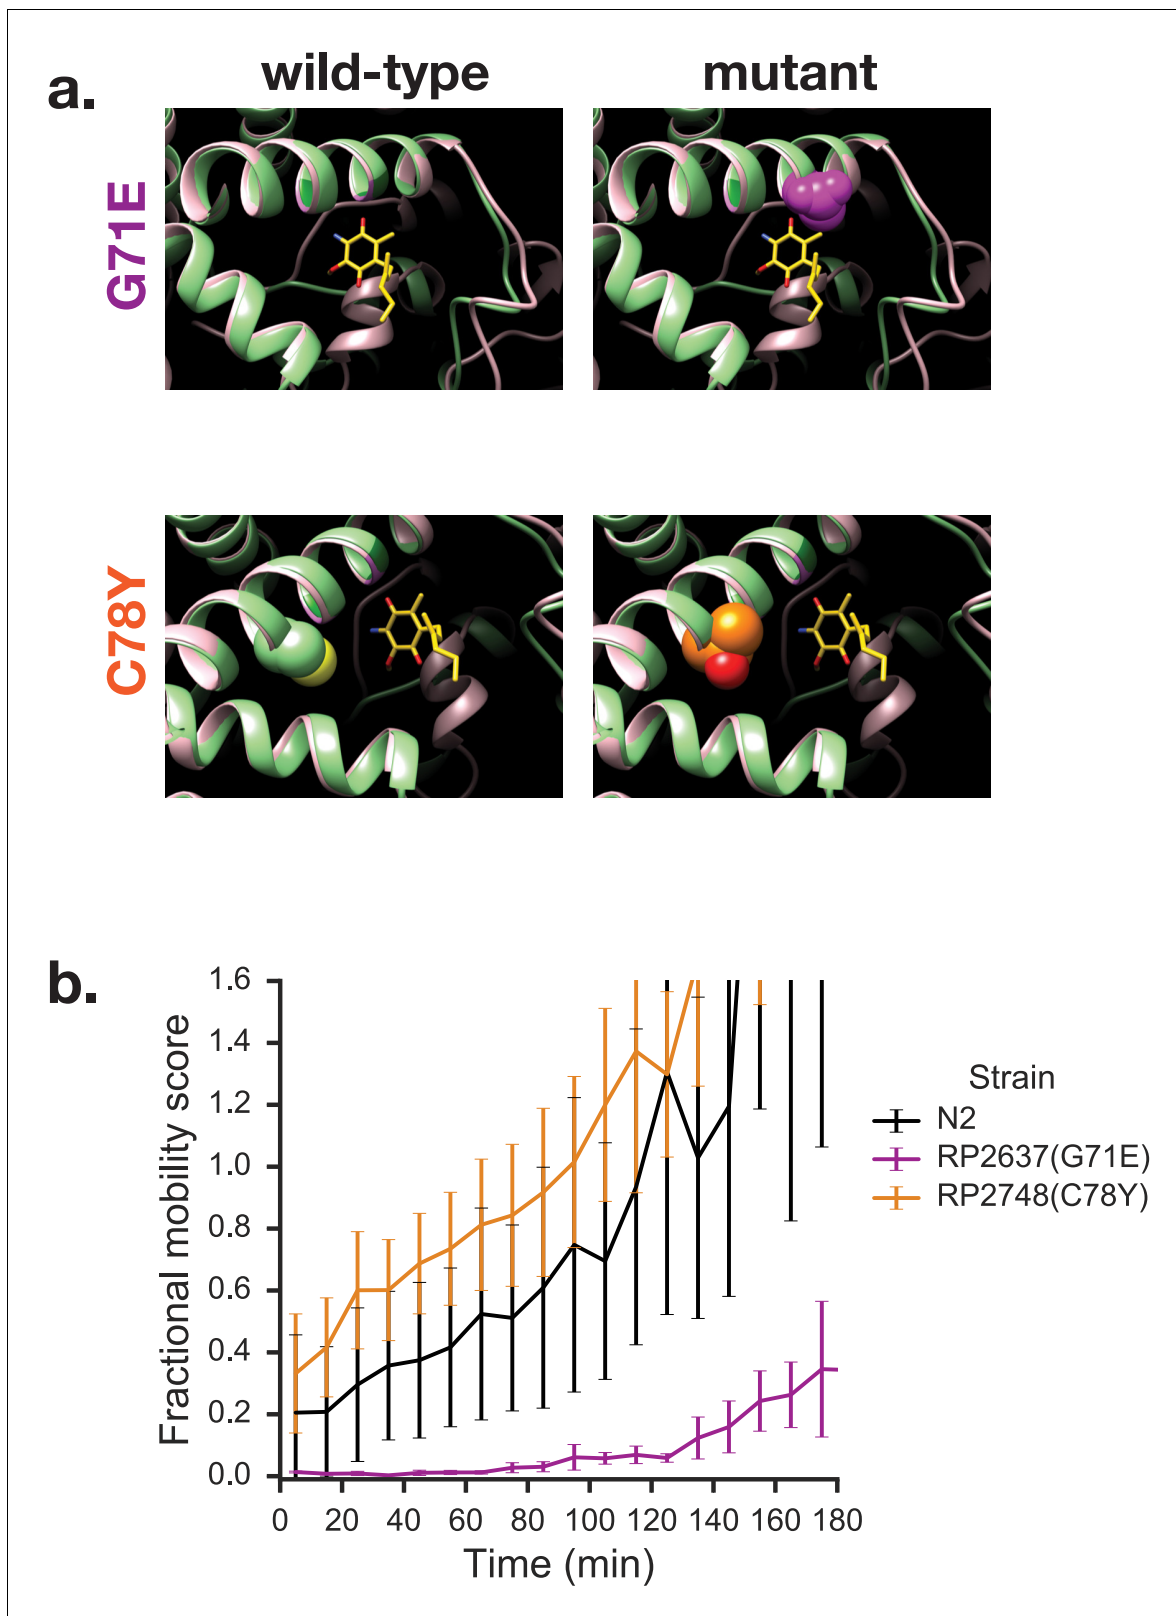 a.
wild-type
mutant
G71E
C78Y
b.
Fractional mobility score
1.6
1.4
1.2
1.0
0.8
0.6
0.4
0.2
0.0
0 20 40 60 80 100 120 140 160 180
Time (min)
Strain
N2
RP2637(G71E)
RP2748(C78Y)